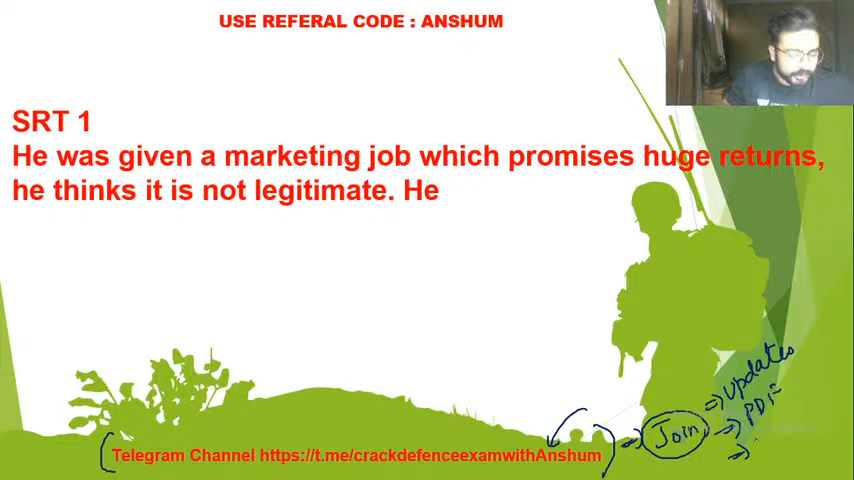 USE REFERAL CODE : ANSHUM
SRT 1
He was given a marketing job which promises huge returns,
he thinks it is not legitimate. He
Telegram Channel https://t.me/crackdefenceexamwithAnshum
⇒ Join ⇒ Updates
⇒ PDF
⇒